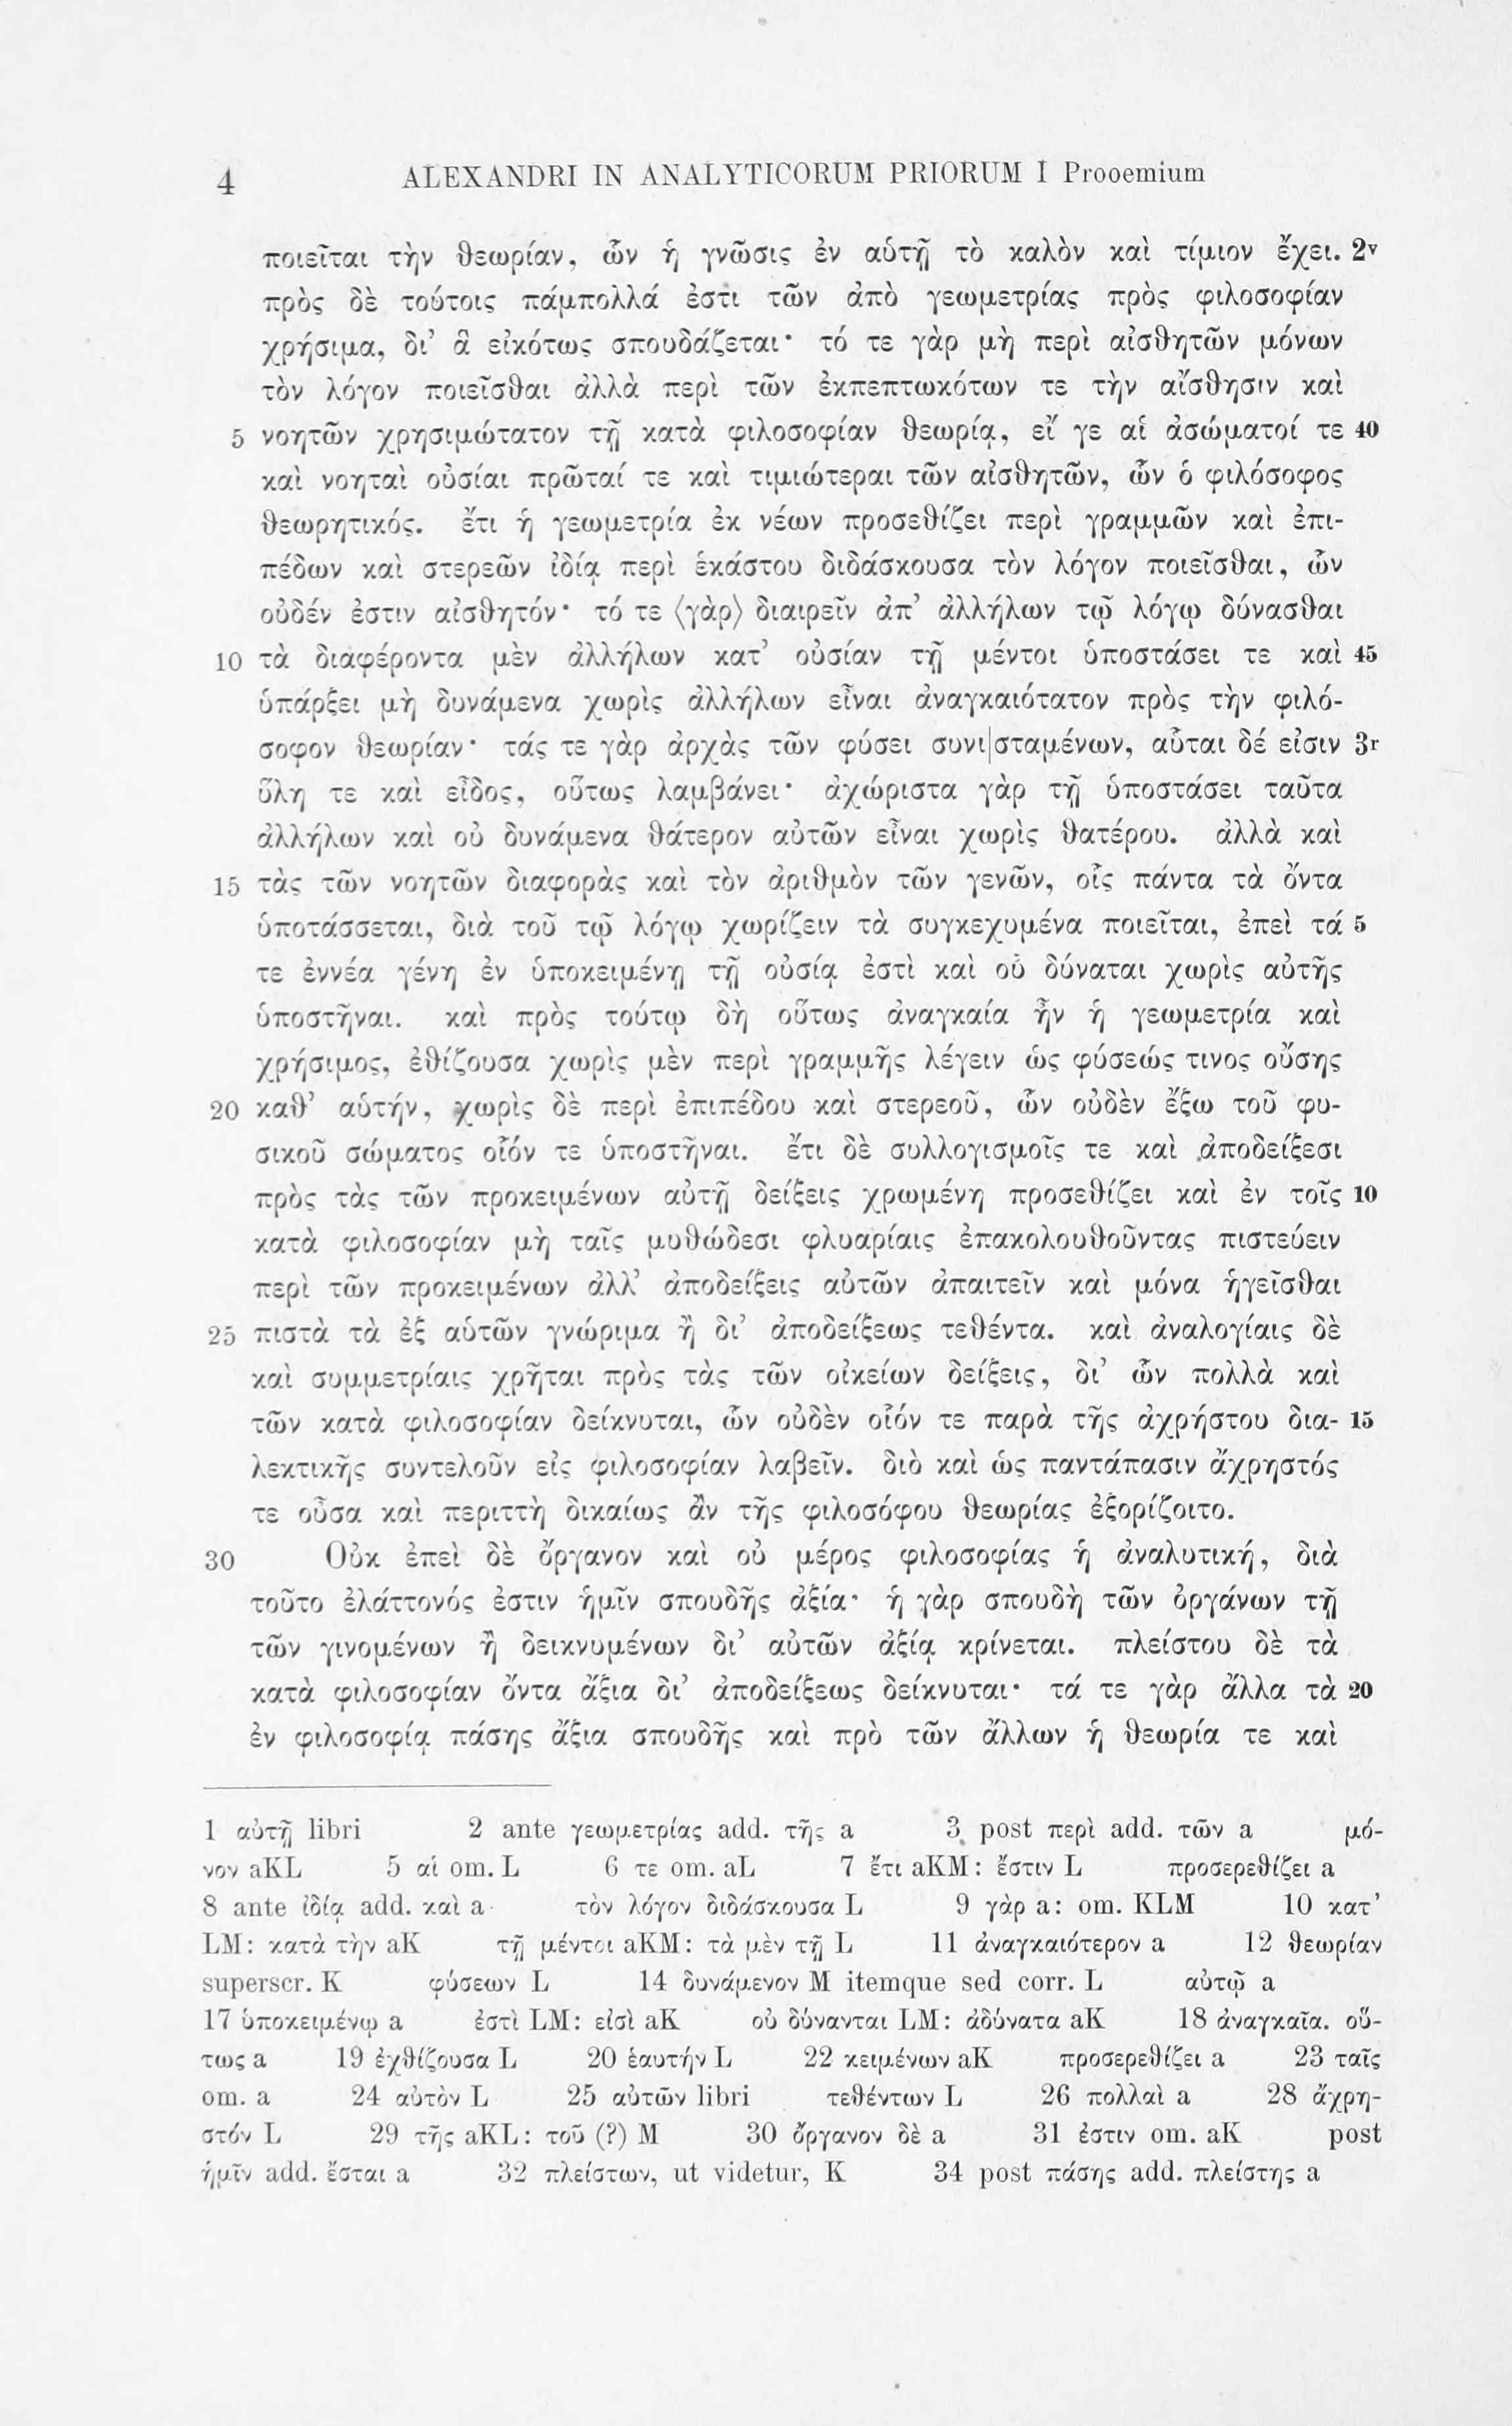 4 ALEXANDRI IN ANALYTICORUM PRIORUM I Prooemium
ποιεῖται τὴν θεωρίαν, ὧν ἡ γνῶσις ἐν αὑτῇ τὸ καλὸν καὶ τίμιον ἔχει. 2v
πρὸς δὲ τούτοις πάμπολλά ἐστι τῶν ἀπὸ γεωμετρίας πρὸς φιλοσοφίαν
χρήσιμα, δι’ ἃ εἰκότως σπουδάζεται· τό τε γὰρ μὴ περὶ αἰσθητῶν μόνων
τὸν λόγον ποιεῖσθαι ἀλλὰ περὶ τῶν ἐκπεπτωκότων τε τὴν αἴσθησιν καὶ
5 νοητῶν χρησιμώτατον τῇ κατὰ φιλοσοφίαν θεωρίᾳ, εἴ γε αἱ ἀσώματοί τε 40
καὶ νοηταὶ οὐσίαι πρῶταί τε καὶ τιμιώτεραι τῶν αἰσθητῶν, ὧν ὁ φιλόσοφος
θεωρητικός. ἔτι ἡ γεωμετρία ἐκ νέων προσεθίζει περὶ γραμμῶν καὶ ἐπι-
πέδων καὶ στερεῶν ἰδίᾳ περὶ ἑκάστου διδάσκουσα τὸν λόγον ποιεῖσθαι, ὧν
οὐδέν ἐστιν αἰσθητόν· τό τε ⟨γὰρ⟩ διαιρεῖν ἀπ’ ἀλλήλων τῷ λόγῳ δύνασθαι
10 τὰ διαφέροντα μὲν ἀλλήλων κατ’ οὐσίαν τῇ μέντοι ὑποστάσει τε καὶ 45
ὑπάρξει μὴ δυνάμενα χωρὶς ἀλλήλων εἶναι ἀναγκαιότατον πρὸς τὴν φιλό-
σοφον θεωρίαν· τάς τε γὰρ ἀρχὰς τῶν φύσει συνι|σταμένων, αὗται δέ εἰσιν 3r
ὕλη τε καὶ εἶδος, οὕτως λαμβάνει· ἀχώριστα γὰρ τῇ ὑποστάσει ταῦτα
ἀλλήλων καὶ οὐ δυνάμενα θάτερον αὐτῶν εἶναι χωρὶς θατέρου. ἀλλὰ καὶ
15 τὰς τῶν νοητῶν διαφορὰς καὶ τὸν ἀριθμὸν τῶν γενῶν, οἷς πάντα τὰ ὄντα
ὑποτάσσεται, διὰ τοῦ τῷ λόγῳ χωρίζειν τὰ συγκεχυμένα ποιεῖται, ἐπεὶ τά 5
τε ἐννέα γένη ἐν ὑποκειμένῃ τῇ οὐσίᾳ ἐστὶ καὶ οὐ δύναται χωρὶς αὐτῆς
ὑποστῆναι. καὶ πρὸς τούτῳ δὴ οὕτως ἀναγκαία ἦν ἡ γεωμετρία καὶ
χρήσιμος, ἐθίζουσα χωρὶς μὲν περὶ γραμμῆς λέγειν ὡς φύσεώς τινος οὔσης
20 καθ’ αὑτήν, χωρὶς δὲ περὶ ἐπιπέδου καὶ στερεοῦ, ὧν οὐδὲν ἔξω τοῦ φυ-
σικοῦ σώματος οἷόν τε ὑποστῆναι. ἔτι δὲ συλλογισμοῖς τε καὶ ἀποδείξεσι
πρὸς τὰς τῶν προκειμένων αὐτῇ δείξεις χρωμένη προσεθίζει καὶ ἐν τοῖς 10
κατὰ φιλοσοφίαν μὴ ταῖς μυθώδεσι φλυαρίαις ἐπακολουθοῦντας πιστεύειν
περὶ τῶν προκειμένων ἀλλ’ ἀποδείξεις αὐτῶν ἀπαιτεῖν καὶ μόνα ἡγεῖσθαι
25 πιστὰ τὰ ἐξ αὑτῶν γνώριμα ἢ δι’ ἀποδείξεως τεθέντα. καὶ ἀναλογίαις δὲ
καὶ συμμετρίαις χρῆται πρὸς τὰς τῶν οἰκείων δείξεις, δι’ ὧν πολλὰ καὶ
τῶν κατὰ φιλοσοφίαν δείκνυται, ὧν οὐδὲν οἷόν τε παρὰ τῆς ἀχρήστου δια- 15
λεκτικῆς συντελοῦν εἰς φιλοσοφίαν λαβεῖν. διὸ καὶ ὡς παντάπασιν ἄχρηστός
τε οὖσα καὶ περιττὴ δικαίως ἂν τῆς φιλοσόφου θεωρίας ἐξορίζοιτο.
30 Οὐκ ἐπεὶ δὲ ὄργανον καὶ οὐ μέρος φιλοσοφίας ἡ ἀναλυτική, διὰ
τοῦτο ἐλάττονός ἐστιν ἡμῖν σπουδῆς ἀξία· ἡ γὰρ σπουδὴ τῶν ὀργάνων τῇ
τῶν γινομένων ἢ δεικνυμένων δι’ αὐτῶν ἀξίᾳ κρίνεται. πλείστου δὲ τὰ
κατὰ φιλοσοφίαν ὄντα ἄξια δι’ ἀποδείξεως δείκνυται· τά τε γὰρ ἄλλα τὰ 20
ἐν φιλοσοφίᾳ πάσης ἄξια σπουδῆς καὶ πρὸ τῶν ἄλλων ἡ θεωρία τε καὶ
1 αὐτῇ libri 2 ante γεωμετρίας add. τῆς a 3 post περὶ add. τῶν a μό-
νον aKL 5 αἱ om. L 6 τε om. aL 7 ἔτι aKM: ἔστιν L προσερεθίζει a
8 ante ἰδίᾳ add. καὶ a τὸν λόγον διδάσκουσα L 9 γὰρ a: om. KLM 10 κατ’
LM: κατὰ τὴν aK τῇ μέντοι aKM: τὰ μὲν τῇ L 11 ἀναγκαιότερον a 12 θεωρίαν
superscr. K φύσεων L 14 δυνάμενον M itemque sed corr. L αὐτῷ a
17 ὑποκειμένῳ a ἐστὶ LM: εἰσὶ aK οὐ δύνανται LM: ἀδύνατα aK 18 ἀναγκαῖα. οὕ-
τως a 19 ἐχθίζουσα L 20 ἑαυτήν L 22 κειμένων aK προσερεθίζει a 23 ταῖς
om. a 24 αὐτὸν L 25 αὐτῶν libri τεθέντων L 26 πολλαὶ a 28 ἄχρη-
στόν L 29 τῆς aKL: τοῦ (?) M 30 ὄργανον δὲ a 31 ἐστιν om. aK post
ἡμῖν add. ἔσται a 32 πλείστων, ut videtur, K 34 post πάσης add. πλείστης a